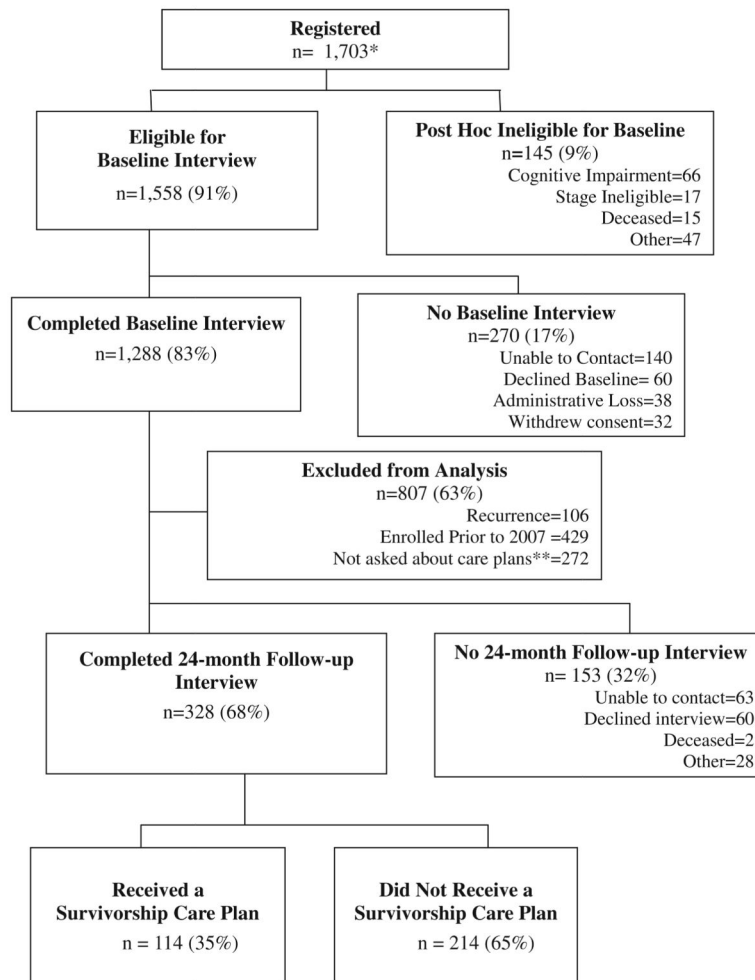 Registered
n= 1,703*
Eligible for
Baseline Interview
n=1,558 (91%)
Post Hoc Ineligible for Baseline
n=145 (9%)
Cognitive Impairment=66
Stage Ineligible=17
Deceased=15
Other=47
Completed Baseline Interview
n=1,288 (83%)
No Baseline Interview
n=270 (17%)
Unable to Contact=140
Declined Baseline= 60
Administrative Loss=38
Withdrew consent=32
Excluded from Analysis
n=807 (63%)
Recurrence=106
Enrolled Prior to 2007 =429
Not asked about care plans**=272
Completed 24-month Follow-up
Interview
n=328 (68%)
No 24-month Follow-up Interview
n= 153 (32%)
Unable to contact=63
Declined interview=60
Deceased=2
Other=28
Received a
Survivorship Care Plan
n = 114 (35%)
Did Not Receive a
Survivorship Care Plan
n = 214 (65%)